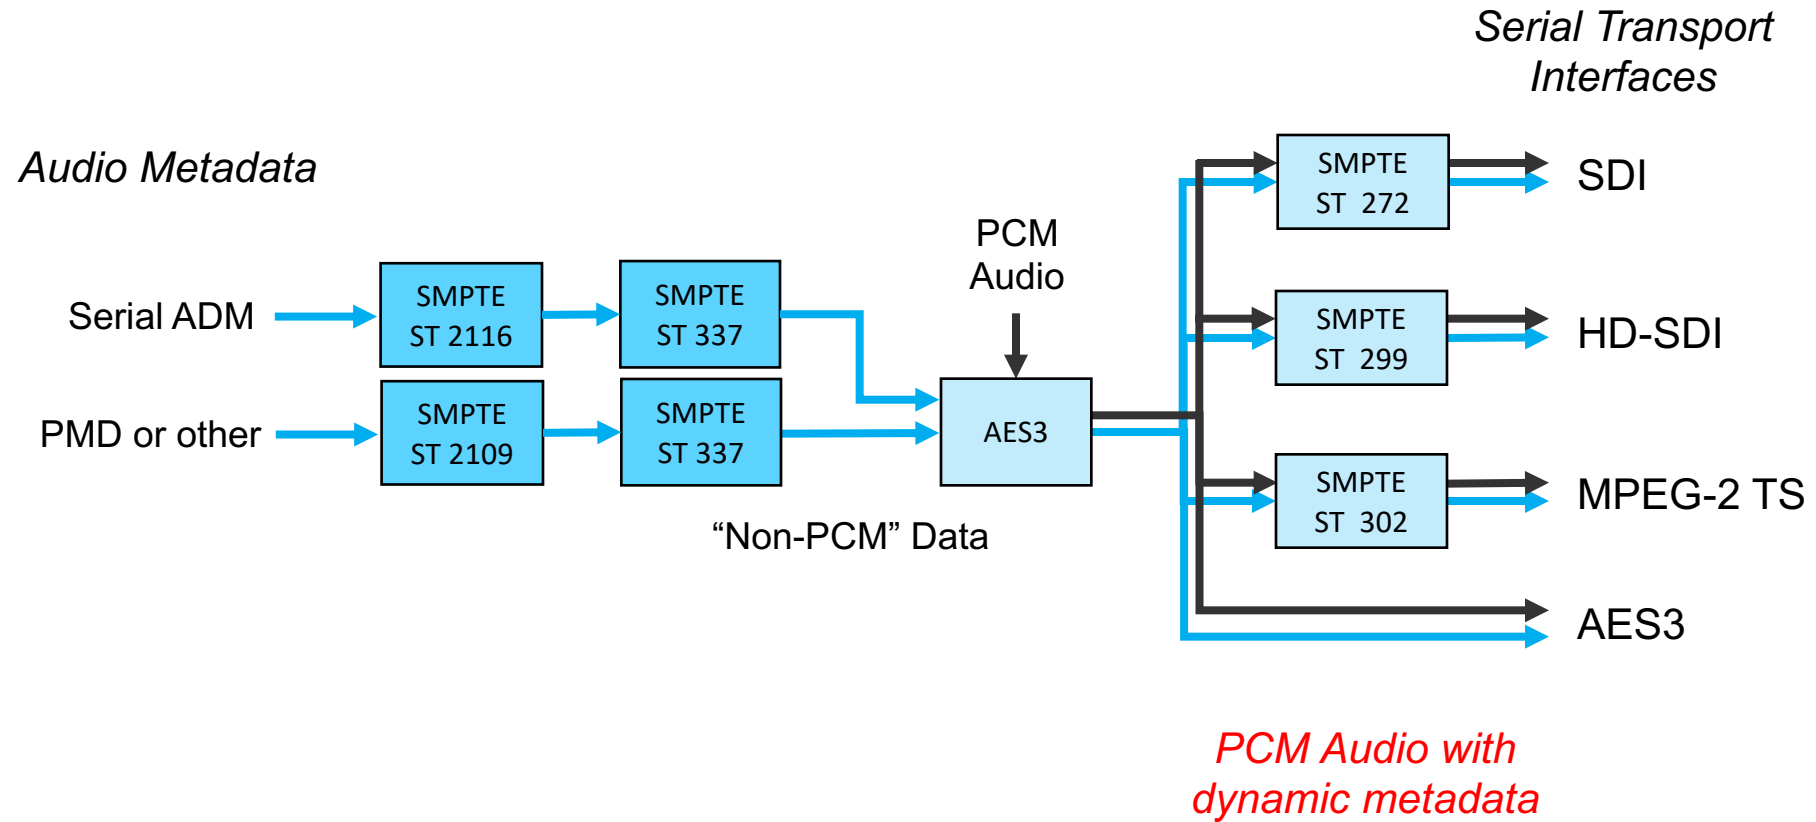 Serial Transport
Interfaces
Audio Metadata
SMPTE
ST 272
SDI
PCM
Audio
Serial ADM
SMPTE
ST 2116
SMPTE
ST 337
SMPTE
ST 299
HD-SDI
PMD or other
SMPTE
ST 2109
SMPTE
ST 337
AES3
“Non-PCM” Data
SMPTE
ST 302
MPEG-2 TS
AES3
PCM Audio with
dynamic metadata